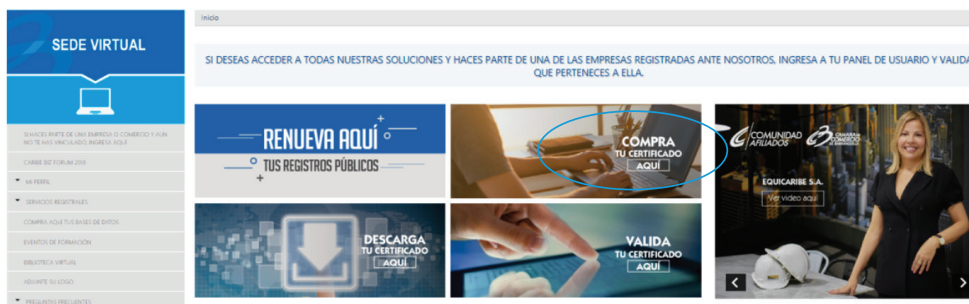 SEDE VIRTUAL
SI HACES PARTE DE UNA EMPRESA O COMERCIO Y AUN
NO TE HAS VINCULADO, INGRESA AQUÍ
CARIBE BIZ FORUM 2018
MI PERFIL
SERVICIOS REGISTRALES
COMPRA AQUÍ TUS BASES DE DATOS
EVENTOS DE FORMACIÓN
BIBLIOTECA VIRTUAL
ADJUNTE SU LOGO
PREGUNTAS FRECUENTES
Inicio
SI DESEAS ACCEDER A TODAS NUESTRAS SOLUCIONES Y HACES PARTE DE UNA DE LAS EMPRESAS REGISTRADAS ANTE NOSOTROS, INGRESA A TU PANEL DE USUARIO Y VALIDA
QUE PERTENECES A ELLA.
RENUEVA AQUÍ
TUS REGISTROS PÚBLICOS
COMPRA
TU CERTIFICADO
AQUÍ
DESCARGA
TU CERTIFICADO
AQUÍ
VALIDA
TU CERTIFICADO
AQUÍ
COMUNIDAD
AFILIADOS
CÁMARA DE
COMERCIO
DE BARRANQUILLA
EQUICARIBE S.A.
Ver video aquí